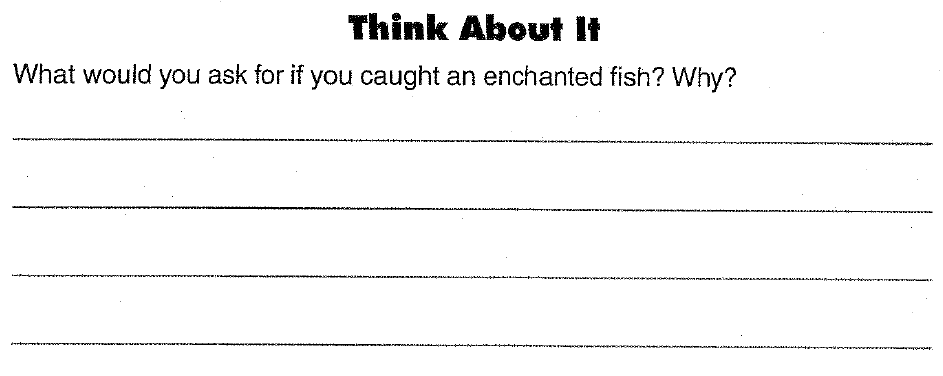 Think About It
What would you ask for if you caught an enchanted fish? Why?